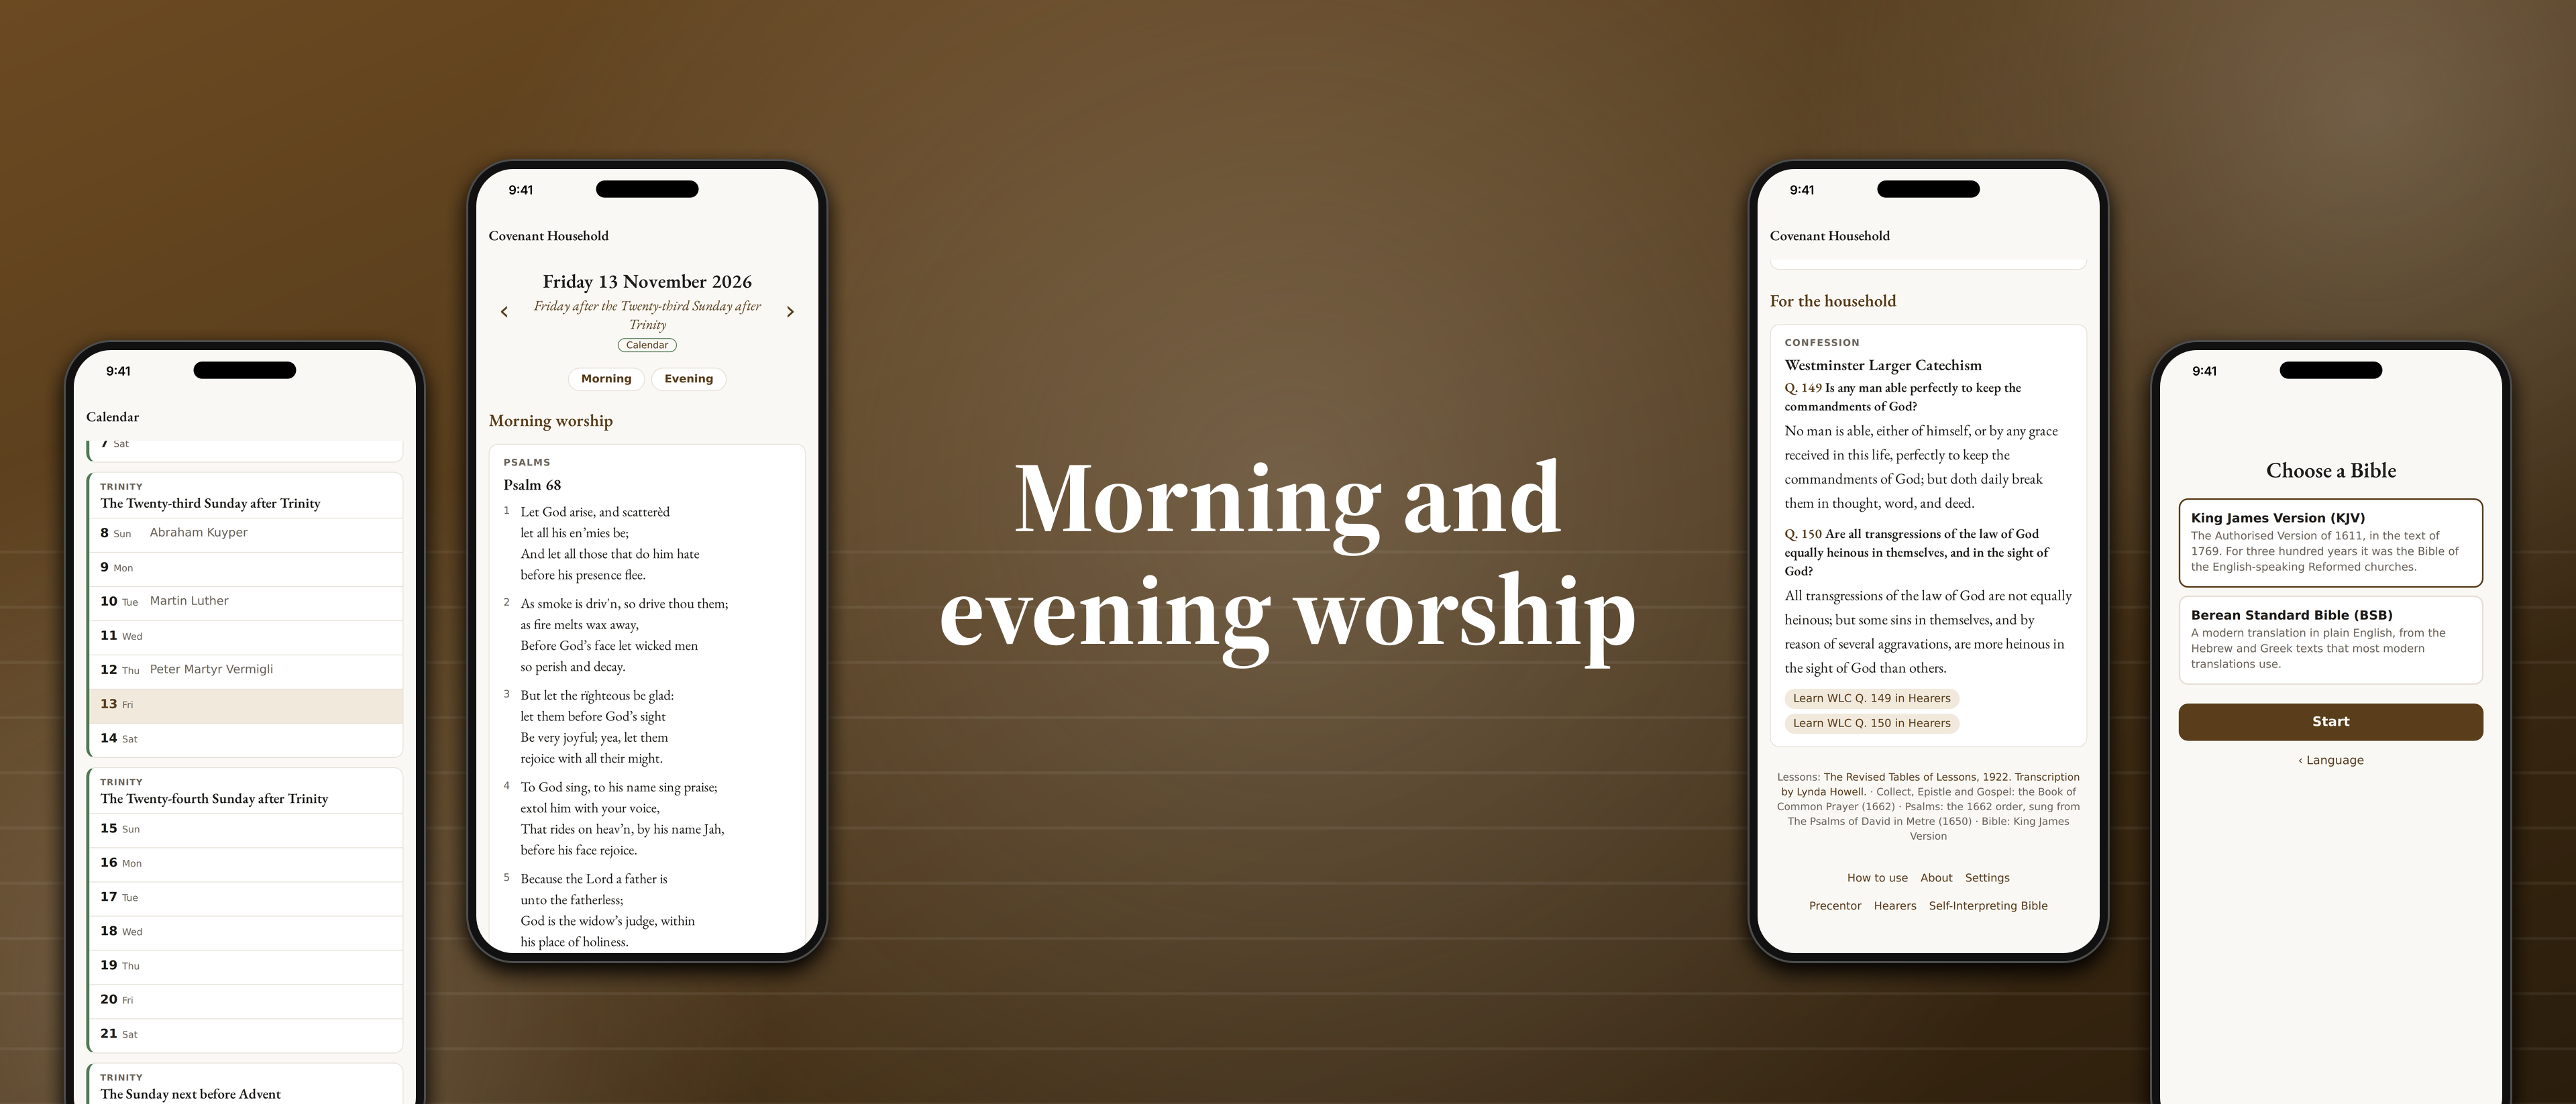 9:41
Calendar
7 Sat
TRINITY
The Twenty-third Sunday after Trinity
8 Sun Abraham Kuyper
9 Mon
10 Tue Martin Luther
11 Wed
12 Thu Peter Martyr Vermigli
13 Fri
14 Sat
TRINITY
The Twenty-fourth Sunday after Trinity
15 Sun
16 Mon
17 Tue
18 Wed
19 Thu
20 Fri
21 Sat
TRINITY
The Sunday next before Advent
9:41
Covenant Household
Friday 13 November 2026
‹ Friday after the Twenty-third Sunday after ›
Trinity
Calendar
Morning Evening
Morning worship
PSALMS
Psalm 68
1 Let God arise, and scatterèd
let all his en’mies be;
And let all those that do him hate
before his presence flee.
2 As smoke is driv'n, so drive thou them;
as fire melts wax away,
Before God’s face let wicked men
so perish and decay.
3 But let the rïghteous be glad:
let them before God’s sight
Be very joyful; yea, let them
rejoice with all their might.
4 To God sing, to his name sing praise;
extol him with your voice,
That rides on heav’n, by his name Jah,
before his face rejoice.
5 Because the Lord a father is
unto the fatherless;
God is the widow’s judge, within
his place of holiness.
Morning and
evening worship
9:41
Covenant Household
For the household
CONFESSION
Westminster Larger Catechism
Q. 149 Is any man able perfectly to keep the
commandments of God?
No man is able, either of himself, or by any grace
received in this life, perfectly to keep the
commandments of God; but doth daily break
them in thought, word, and deed.
Q. 150 Are all transgressions of the law of God
equally heinous in themselves, and in the sight of
God?
All transgressions of the law of God are not equally
heinous; but some sins in themselves, and by
reason of several aggravations, are more heinous in
the sight of God than others.
Learn WLC Q. 149 in Hearers
Learn WLC Q. 150 in Hearers
Lessons: The Revised Tables of Lessons, 1922. Transcription
by Lynda Howell. · Collect, Epistle and Gospel: the Book of
Common Prayer (1662) · Psalms: the 1662 order, sung from
The Psalms of David in Metre (1650) · Bible: King James
Version
How to use About Settings
Precentor Hearers Self-Interpreting Bible
9:41
Choose a Bible
King James Version (KJV)
The Authorised Version of 1611, in the text of
1769. For three hundred years it was the Bible of
the English-speaking Reformed churches.
Berean Standard Bible (BSB)
A modern translation in plain English, from the
Hebrew and Greek texts that most modern
translations use.
Start
‹ Language